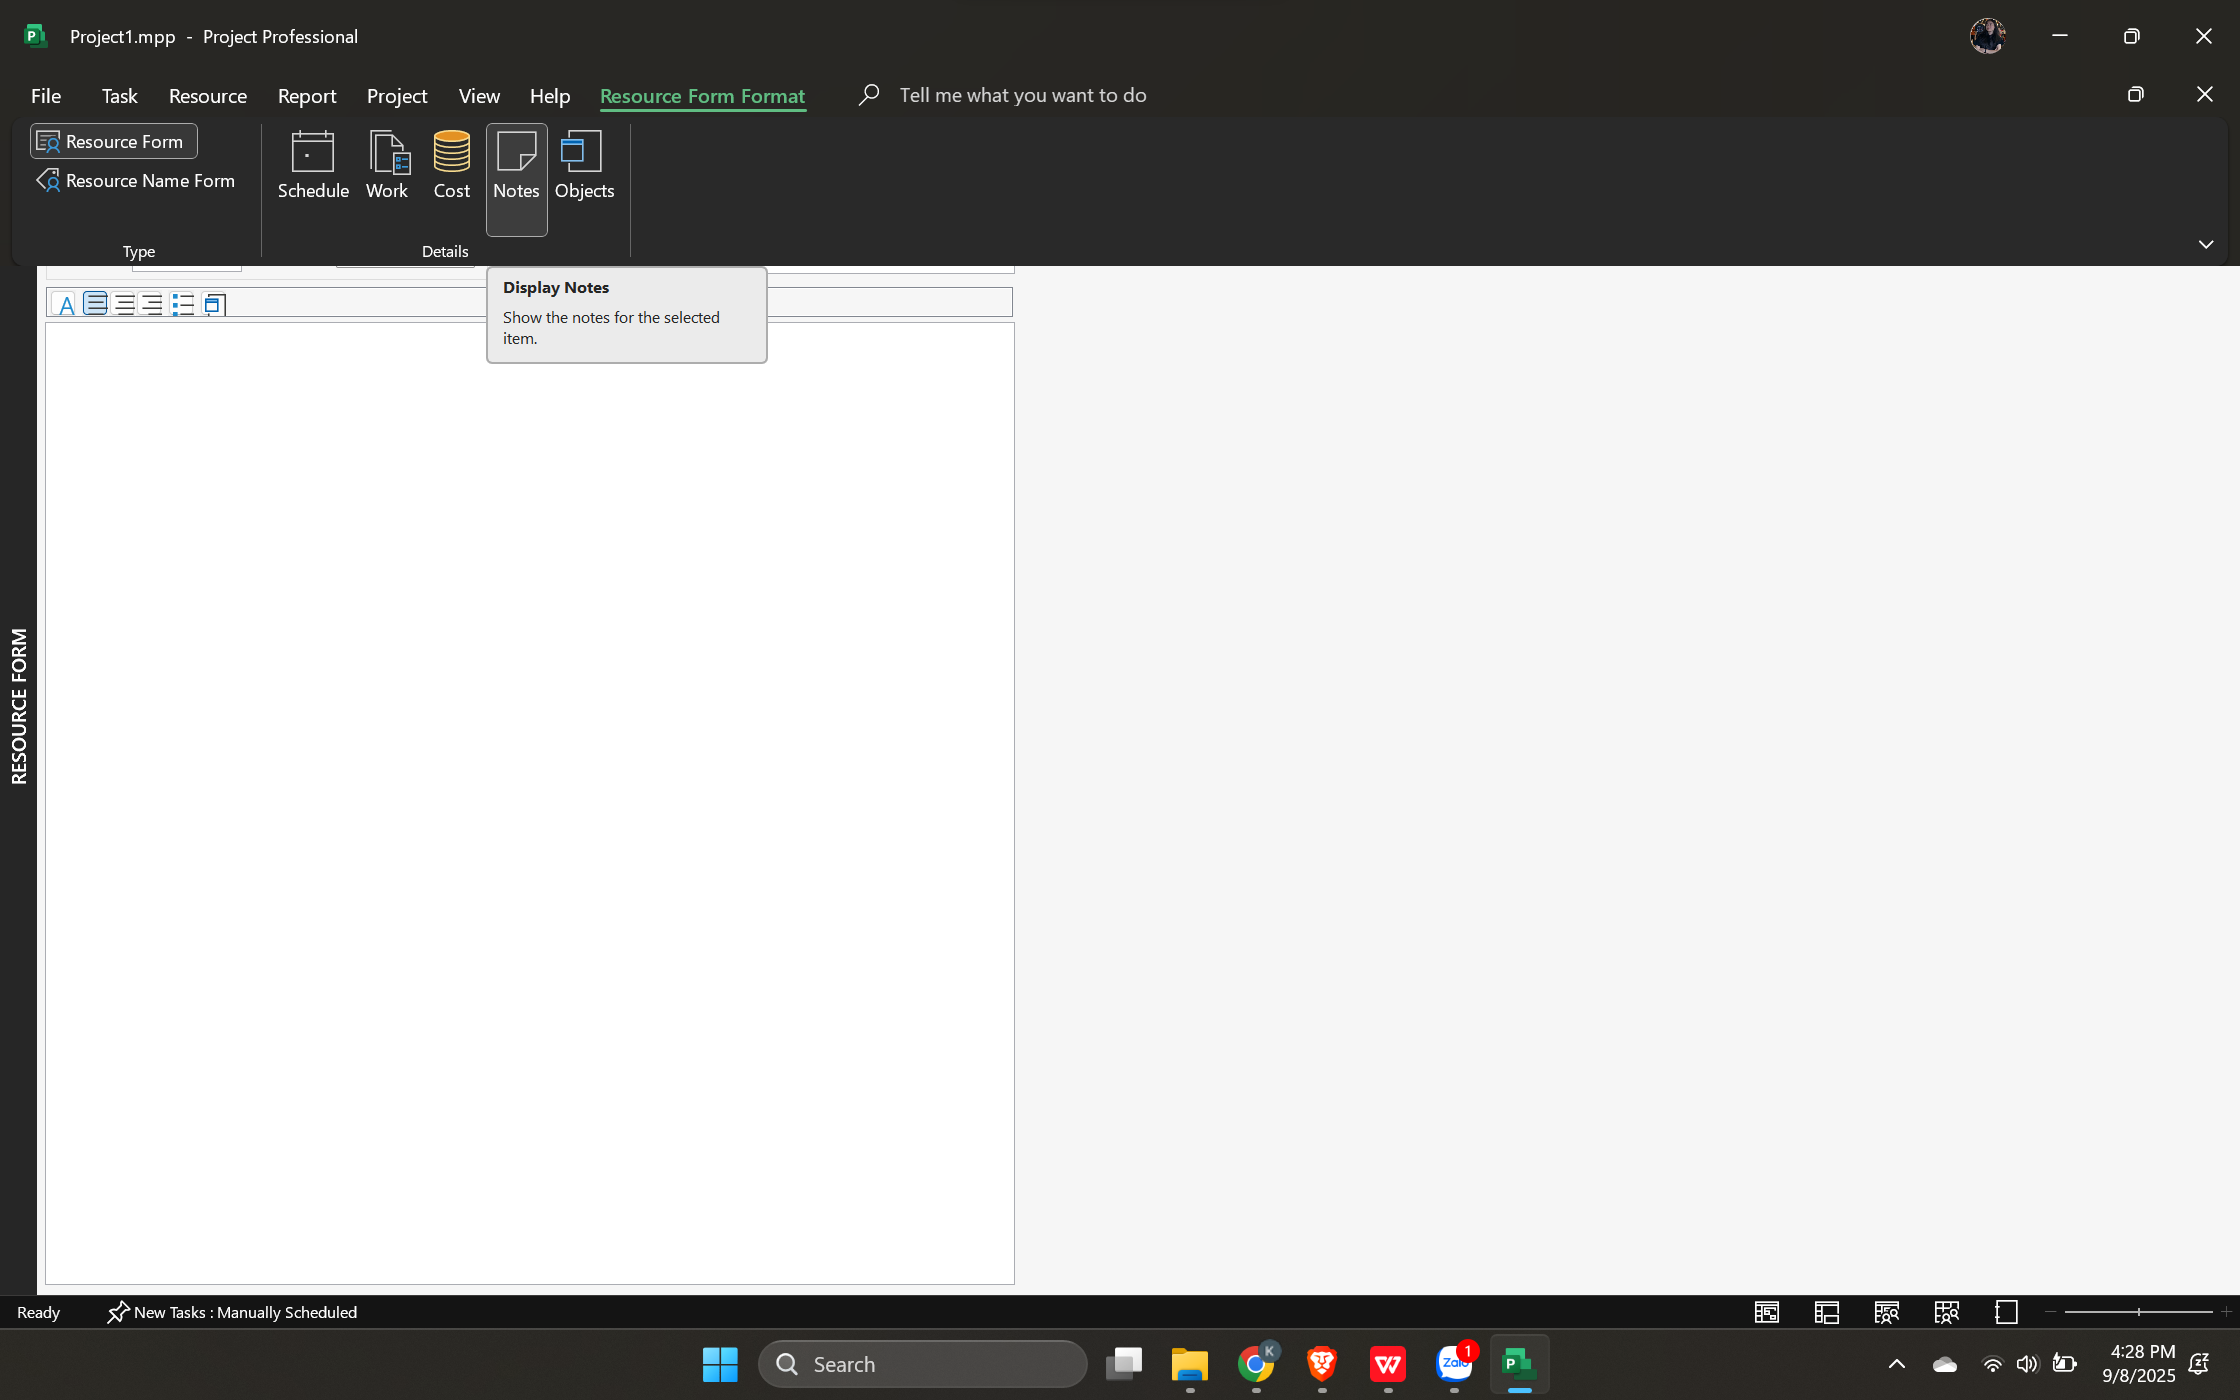 Project1.mpp - Project Professional
File Task Resource Report Project View Help Resource Form Format Tell me what you want to do
Resource Form
Resource Name Form
Type
Schedule Work Cost Notes Objects
Details
Display Notes
Show the notes for the selected
item.
A
RESOURCE FORM
Ready New Tasks : Manually Scheduled
Search
K
Zalo
1
4:28 PM
9/8/2025